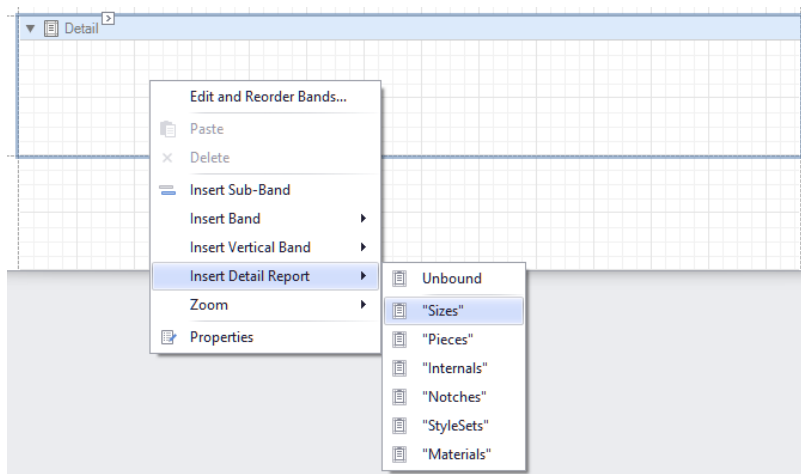 Detail
Edit and Reorder Bands...
Paste
Delete
Insert Sub-Band
Insert Band
Insert Vertical Band
Insert Detail Report
Zoom
Properties
Unbound
"Sizes"
"Pieces"
"Internals"
"Notches"
"StyleSets"
"Materials"